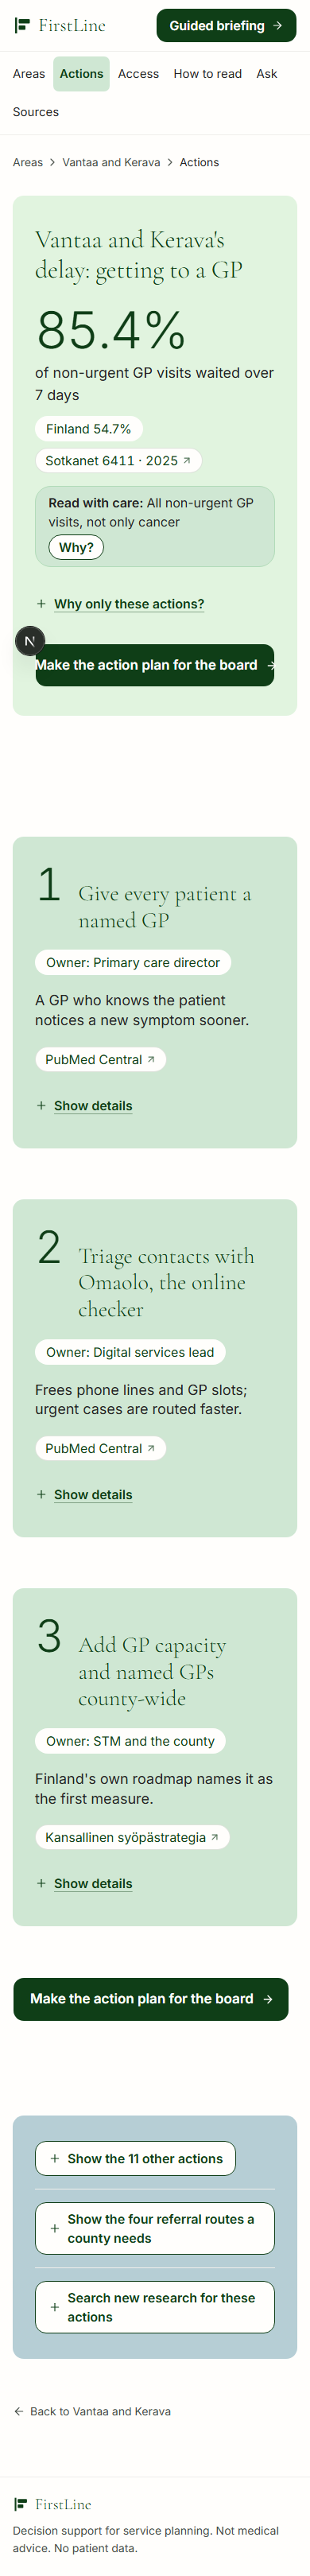 FirstLine
Guided briefing →
Areas Actions Access How to read Ask
Sources
Areas > Vantaa and Kerava > Actions
Vantaa and Kerava's
delay: getting to a GP
85.4%
of non-urgent GP visits waited over
7 days
Finland 54.7%
Sotkanet 6411 · 2025 ↗
Read with care: All non-urgent GP
visits, not only cancer
Why?
+ Why only these actions?
N
Make the action plan for the board →
1 Give every patient a
named GP
Owner: Primary care director
A GP who knows the patient
notices a new symptom sooner.
PubMed Central ↗
+ Show details
2 Triage contacts with
Omaolo, the online
checker
Owner: Digital services lead
Frees phone lines and GP slots;
urgent cases are routed faster.
PubMed Central ↗
+ Show details
3 Add GP capacity
and named GPs
county-wide
Owner: STM and the county
Finland's own roadmap names it as
the first measure.
Kansallinen syöpästrategia ↗
+ Show details
Make the action plan for the board →
+ Show the 11 other actions
+ Show the four referral routes a
county needs
+ Search new research for these
actions
← Back to Vantaa and Kerava
FirstLine
Decision support for service planning. Not medical
advice. No patient data.